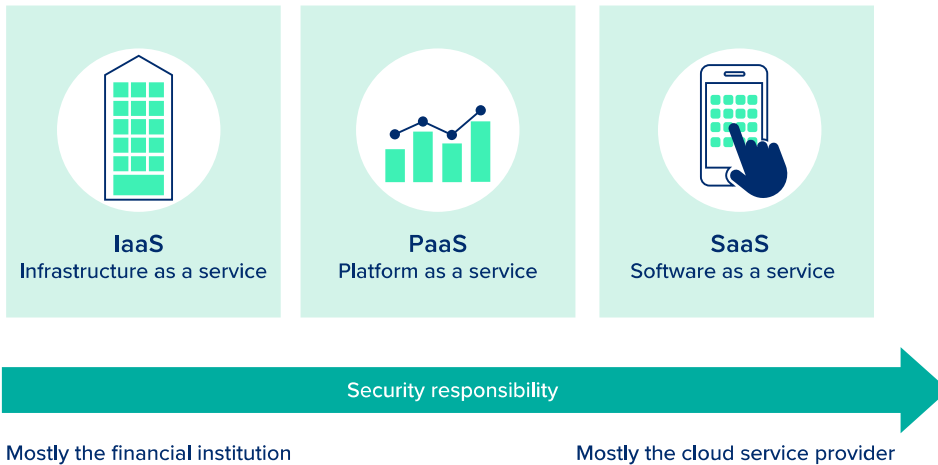 IaaS
Infrastructure as a service
PaaS
Platform as a service
SaaS
Software as a service
Security responsibility
Mostly the financial institution
Mostly the cloud service provider